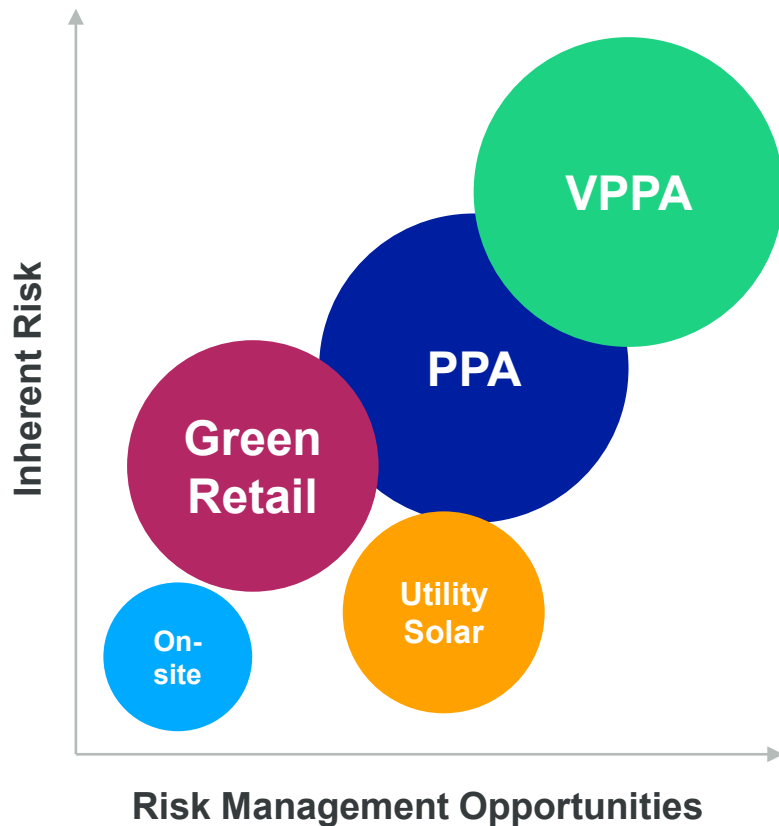 VPPA
PPA
Green
Retail
Utility
Solar
On-
site
Inherent Risk
Risk Management Opportunities